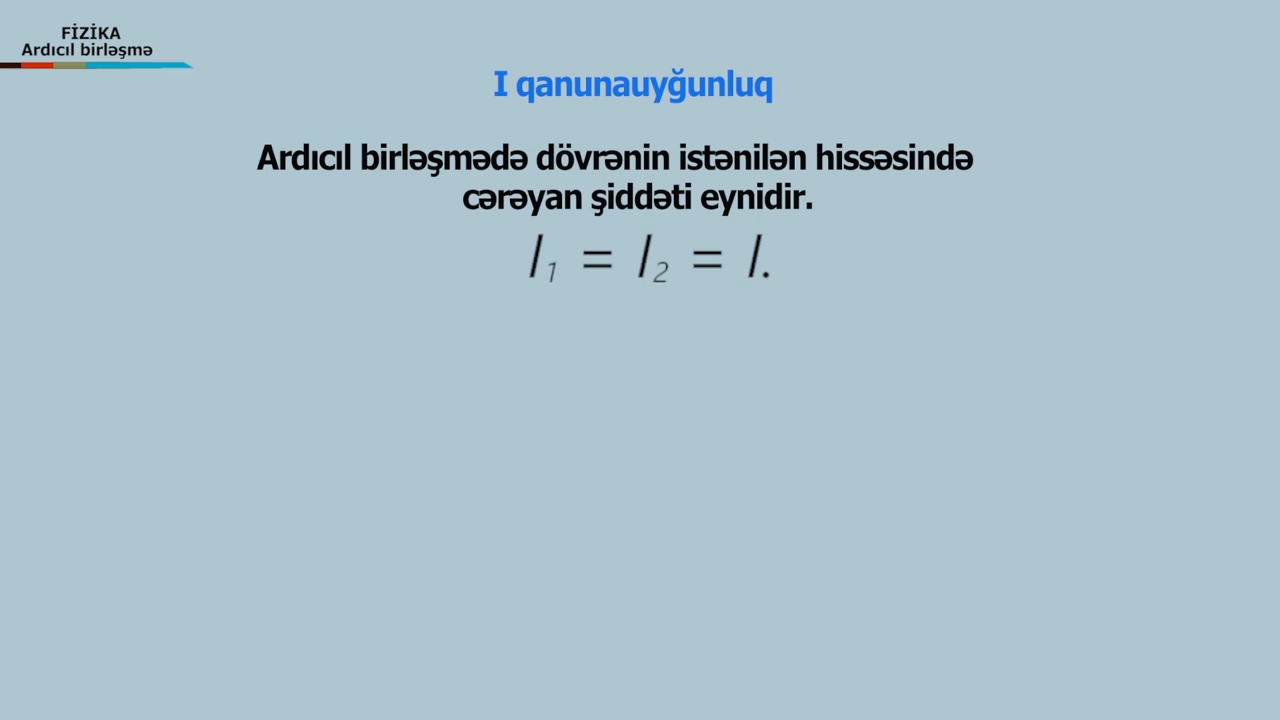 FİZİKA
Ardıcıl birləşmə
I qanunauyğunluq
Ardıcıl birləşmədə dövrənin istənilən hissəsində
cərəyan şiddəti eynidir.
I₁ = I₂ = I.